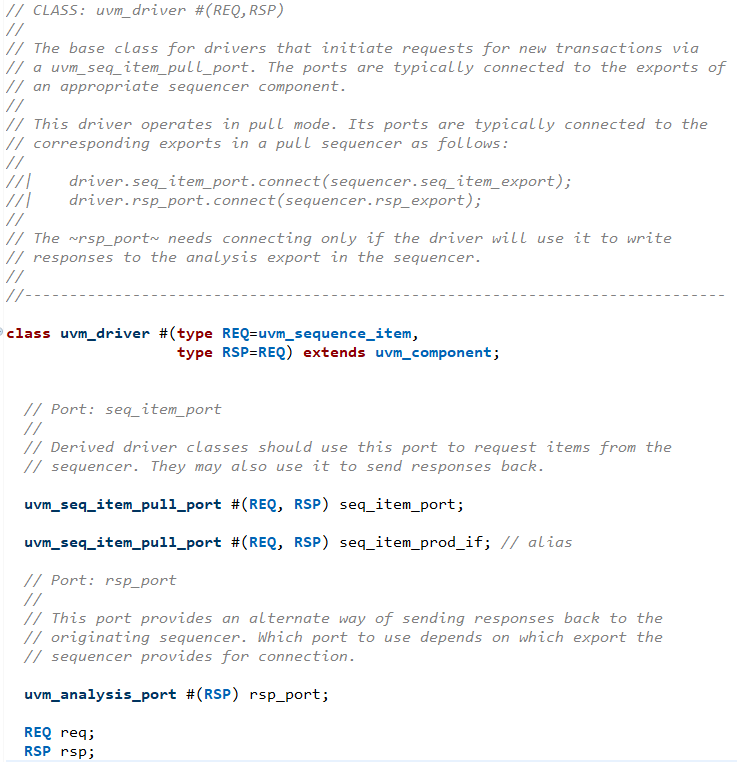 // CLASS: uvm_driver #(REQ,RSP)
//
// The base class for drivers that initiate requests for new transactions via
// a uvm_seq_item_pull_port. The ports are typically connected to the exports of
// an appropriate sequencer component.
//
// This driver operates in pull mode. Its ports are typically connected to the
// corresponding exports in a pull sequencer as follows:
//
//|    driver.seq_item_port.connect(sequencer.seq_item_export);
//|    driver.rsp_port.connect(sequencer.rsp_export);
//
// The ~rsp_port~ needs connecting only if the driver will use it to write
// responses to the analysis export in the sequencer.
//
//------------------------------------------------------------------------------
class uvm_driver #(type REQ=uvm_sequence_item,
                   type RSP=REQ) extends uvm_component;
  // Port: seq_item_port
  //
  // Derived driver classes should use this port to request items from the
  // sequencer. They may also use it to send responses back.
  uvm_seq_item_pull_port #(REQ, RSP) seq_item_port;
  uvm_seq_item_pull_port #(REQ, RSP) seq_item_prod_if; // alias
  // Port: rsp_port
  //
  // This port provides an alternate way of sending responses back to the
  // originating sequencer. Which port to use depends on which export the
  // sequencer provides for connection.
  uvm_analysis_port #(RSP) rsp_port;
  REQ req;
  RSP rsp;